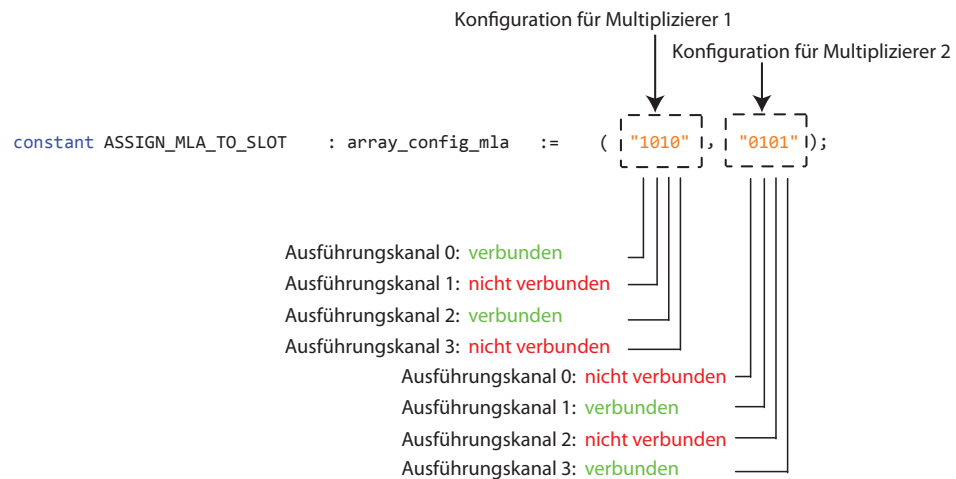 Konfiguration für Multiplizierer 1
Konfiguration für Multiplizierer 2
constant ASSIGN_MLA_TO_SLOT : array_config_mla := ( "1010" , "0101" );
Ausführungskanal 0: verbunden
Ausführungskanal 1: nicht verbunden
Ausführungskanal 2: verbunden
Ausführungskanal 3: nicht verbunden
Ausführungskanal 0: nicht verbunden
Ausführungskanal 1: verbunden
Ausführungskanal 2: nicht verbunden
Ausführungskanal 3: verbunden